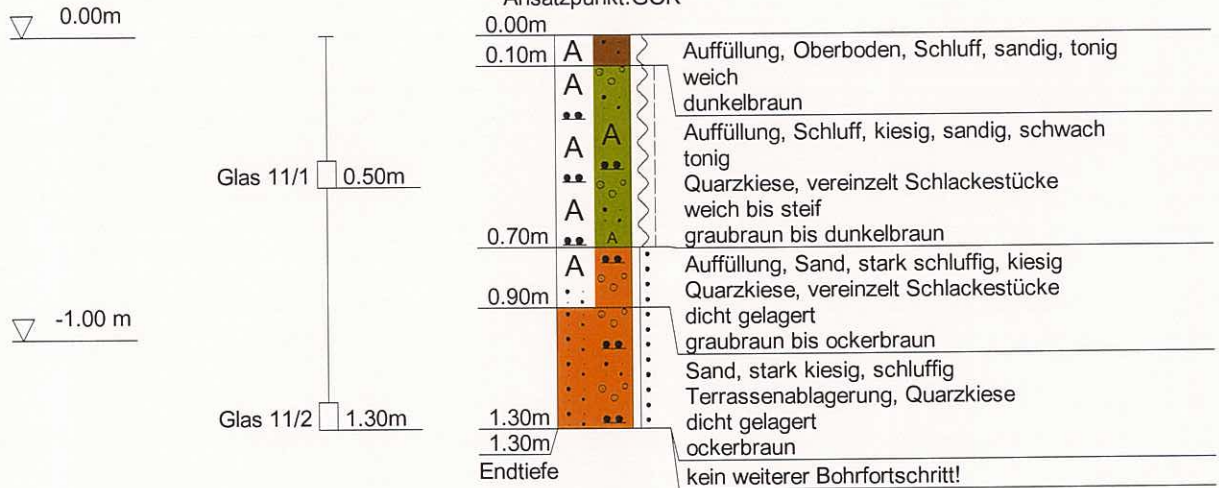 Ansatzpunkt:GOK
0.00m
0.00m
0.10m
A
Auffüllung, Oberboden, Schluff, sandig, tonig
weich
dunkelbraun
A
A
A
A
Auffüllung, Schluff, kiesig, sandig, schwach
tonig
Quarzkiese, vereinzelt Schlackestücke
weich bis steif
graubraun bis dunkelbraun
Glas 11/1 0.50m
0.70m
A
A
Auffüllung, Sand, stark schluffig, kiesig
Quarzkiese, vereinzelt Schlackestücke
dicht gelagert
graubraun bis ockerbraun
0.90m
-1.00 m
Sand, stark kiesig, schluffig
Terrassenablagerung, Quarzkiese
dicht gelagert
ockerbraun
Glas 11/2 1.30m
1.30m
1.30m
Endtiefe
kein weiterer Bohrfortschritt!